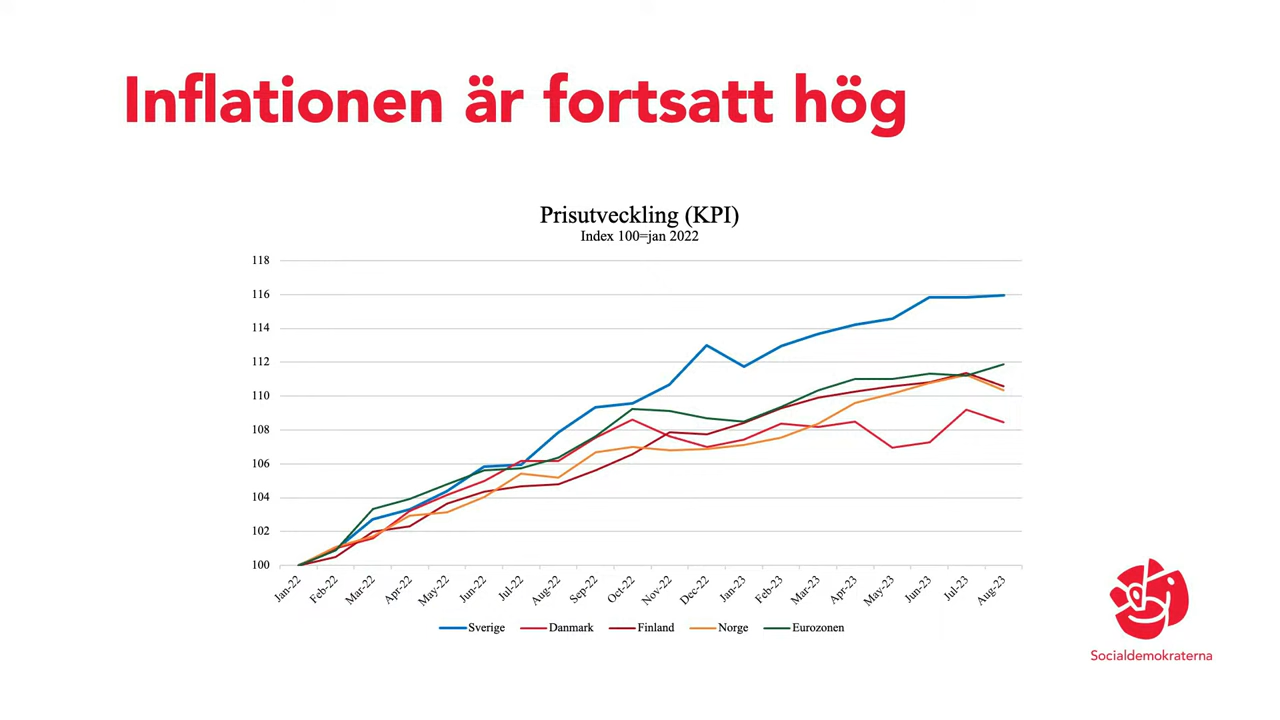 Inflationen är fortsatt hög
Prisutveckling (KPI)
Index 100=jan 2022
118
116
114
112
110
108
106
104
102
100
Jan-22 Feb-22 Mar-22 Apr-22 May-22 Jun-22 Jul-22 Aug-22 Sep-22 Oct-22 Nov-22 Dec-22 Jan-23 Feb-23 Mar-23 Apr-23 May-23 Jun-23 Jul-23 Aug-23
Sverige Danmark Finland Norge Eurozonen
Socialdemokraterna